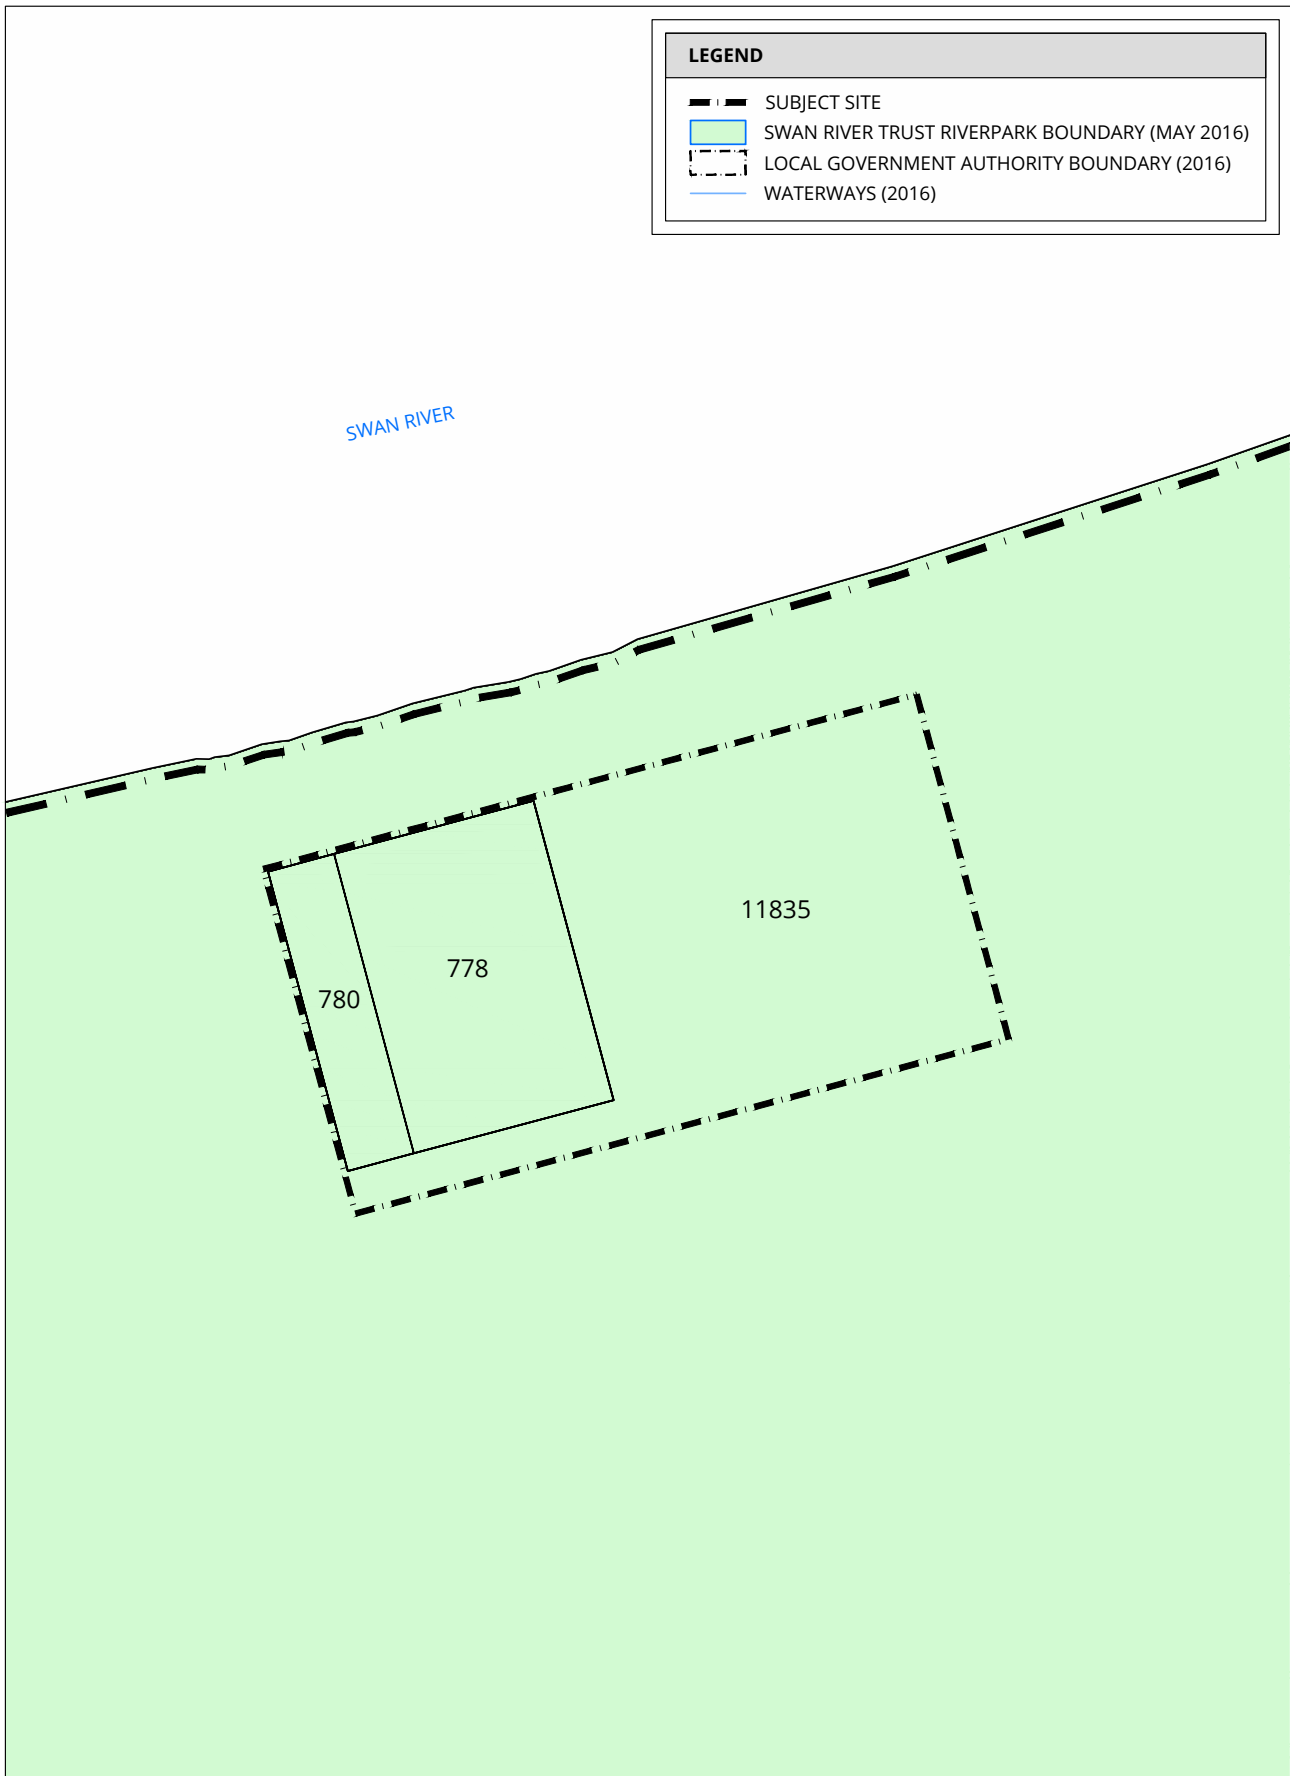 LEGEND
SUBJECT SITE
SWAN RIVER TRUST RIVERPARK BOUNDARY (MAY 2016)
LOCAL GOVERNMENT AUTHORITY BOUNDARY (2016)
WATERWAYS (2016)
SWAN RIVER
11835
778
780